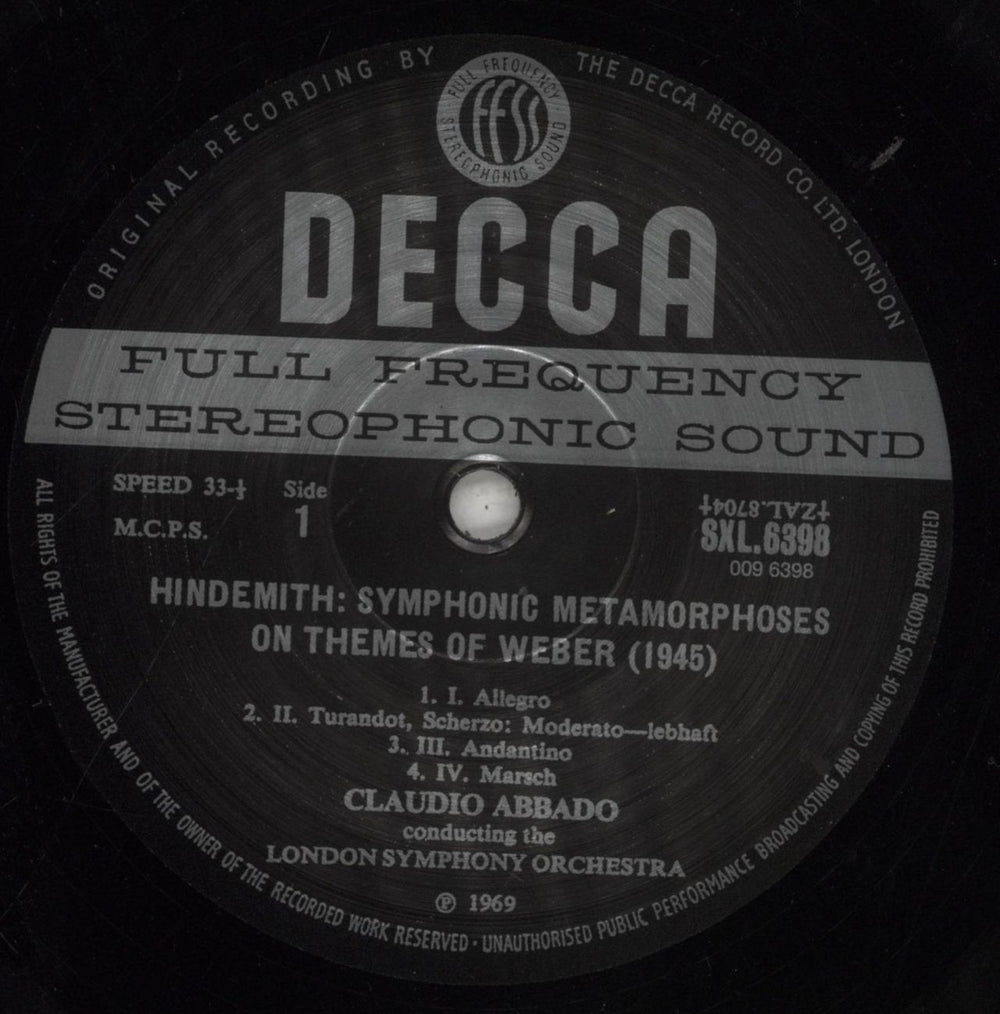 ORIGINAL RECORDING BY
THE DECCA RECORD CO. LTD. LONDON
FULL FREQUENCY
FFSS
STEREOPHONIC SOUND
DECCA
FULL FREQUENCY
STEREOPHONIC SOUND
SPEED 33-⅓
Side
1
M.C.P.S.
‡ZAL.8704‡
SXL.6398
009 6398
HINDEMITH: SYMPHONIC METAMORPHOSES
ON THEMES OF WEBER (1945)
1. I. Allegro
2. II. Turandot, Scherzo: Moderato—lebhaft
3. III. Andantino
4. IV. Marsch
CLAUDIO ABBADO
conducting the
LONDON SYMPHONY ORCHESTRA
℗ 1969
ALL RIGHTS OF THE MANUFACTURER AND OF THE OWNER OF THE RECORDED WORK RESERVED · UNAUTHORISED PUBLIC PERFORMANCE BROADCASTING AND COPYING OF THIS RECORD PROHIBITED